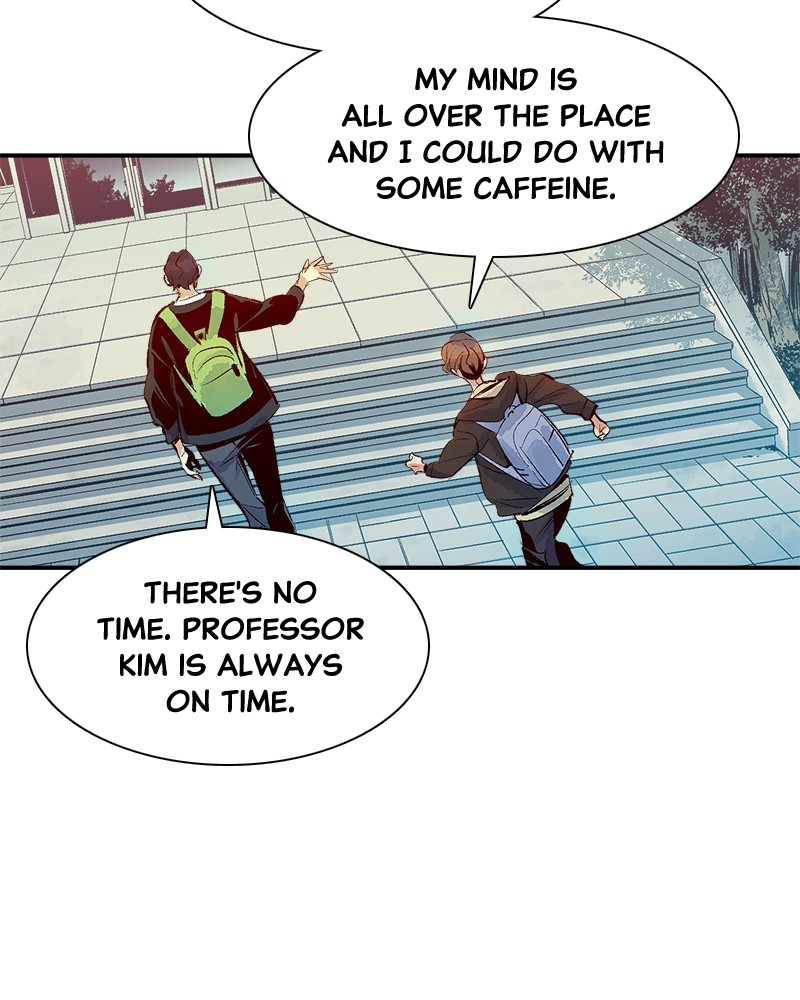 MY MIND IS
ALL OVER THE PLACE
AND I COULD DO WITH
SOME CAFFEINE.
THERE'S NO
TIME. PROFESSOR
KIM IS ALWAYS
ON TIME.